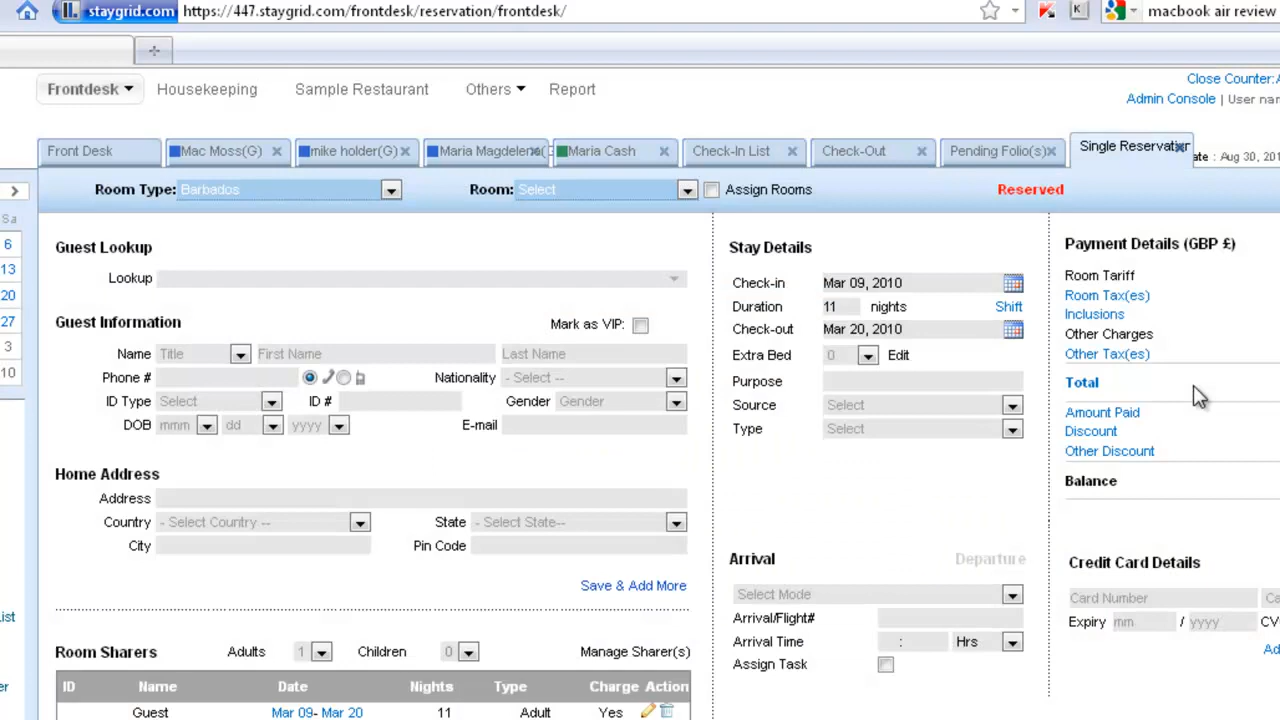 staygrid.com https://447.staygrid.com/frontdesk/reservation/frontdesk/ K macbook air review
Frontdesk Housekeeping Sample Restaurant Others Report
Close Counter:
Admin Console | User nam
Front Desk Mac Moss(G) mike holder(G) Maria Magdelena(G Maria Cash Check-In List Check-Out Pending Folio(s) Single Reservation ate : Aug 30, 201
Room Type: Barbados Room: Select Assign Rooms Reserved
Sa
6
13
20
27
3
10
Guest Lookup
Lookup
Guest Information Mark as VIP:
Name Title First Name Last Name
Phone # Nationality - Select --
ID Type Select ID # Gender Gender
DOB mmm dd yyyy E-mail
Home Address
Address
Country - Select Country -- State - Select State--
City Pin Code
Save & Add More
Room Sharers Adults 1 Children 0 Manage Sharer(s)
ID Name Date Nights Type Charge Action
Guest Mar 09- Mar 20 11 Adult Yes
Stay Details
Check-in Mar 09, 2010
Duration 11 nights Shift
Check-out Mar 20, 2010
Extra Bed 0 Edit
Purpose
Source Select
Type Select
Arrival Departure
Select Mode
Arrival/Flight#
Arrival Time : Hrs
Assign Task
Payment Details (GBP £)
Room Tariff
Room Tax(es)
Inclusions
Other Charges
Other Tax(es)
Total
Amount Paid
Discount
Other Discount
Balance
Credit Card Details
Card Number Ca
Expiry mm / yyyy CV
Ad
ist
er